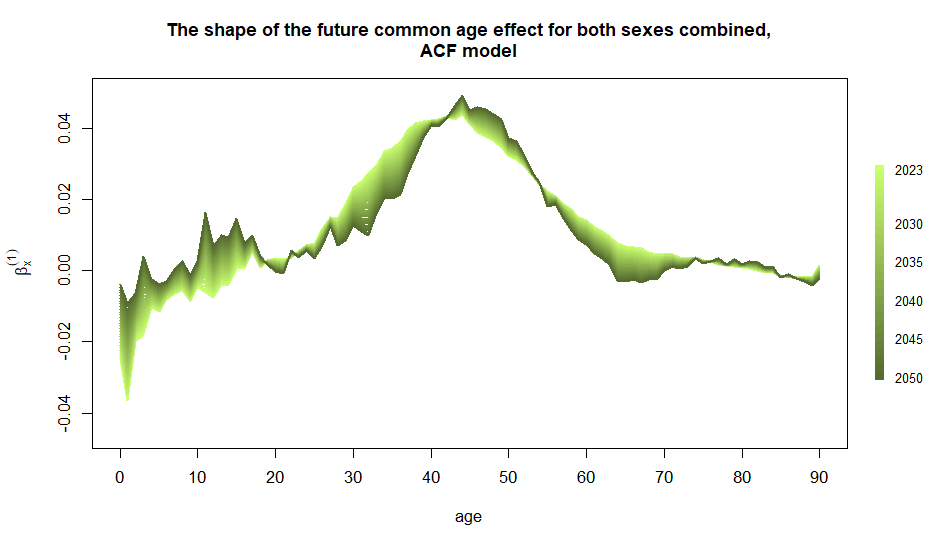 The shape of the future common age effect for both sexes combined,
ACF model
0.04
0.02
0.00
-0.02
-0.04
βx(1)
0 10 20 30 40 50 60 70 80 90
age
2023
2030
2035
2040
2045
2050